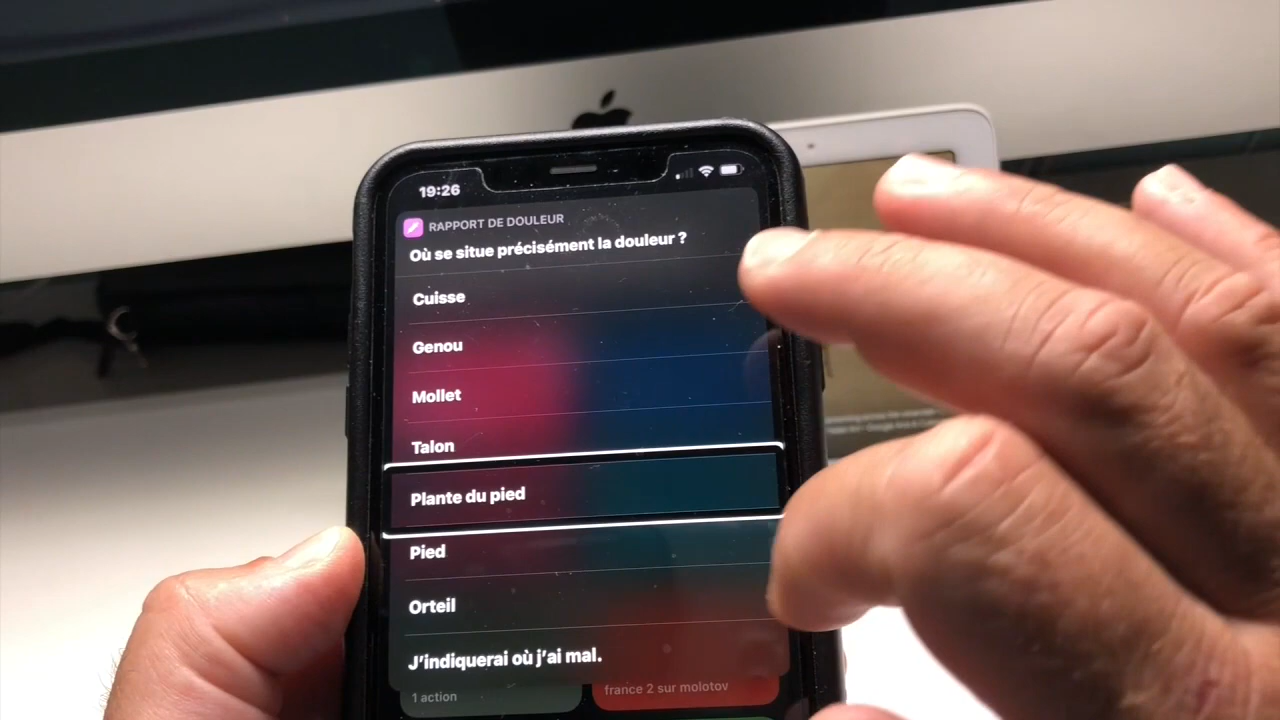 19:26
RAPPORT DE DOULEUR
Où se situe précisément la douleur ?
Cuisse
Genou
Mollet
Talon
Plante du pied
Pied
Orteil
J’indiquerai où j’ai mal.
1 action
france 2 sur molotov